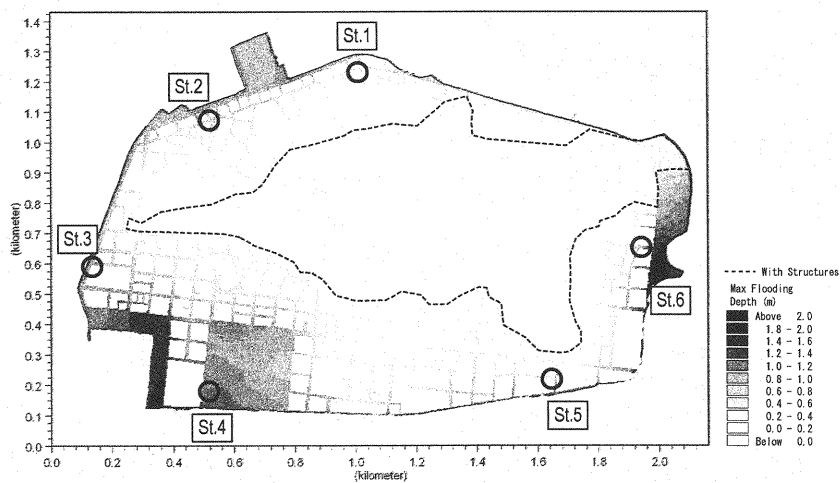 1.4
1.3
1.2
1.1
1.0
0.9
0.8
0.7
0.6
0.5
0.4
0.3
0.2
0.1
0.0
(kilometer)
St.1
St.2
St.3
St.4
St.5
St.6
0.0 0.2 0.4 0.6 0.8 1.0 1.2 1.4 1.6 1.8 2.0
(kilometer)
With Structures
Max Flooding
Depth (m)
Above 2.0
1.8 - 2.0
1.4 - 1.6
1.2 - 1.4
1.0 - 1.2
0.8 - 1.0
0.6 - 0.8
0.4 - 0.6
0.2 - 0.4
0.0 - 0.2
Below 0.0